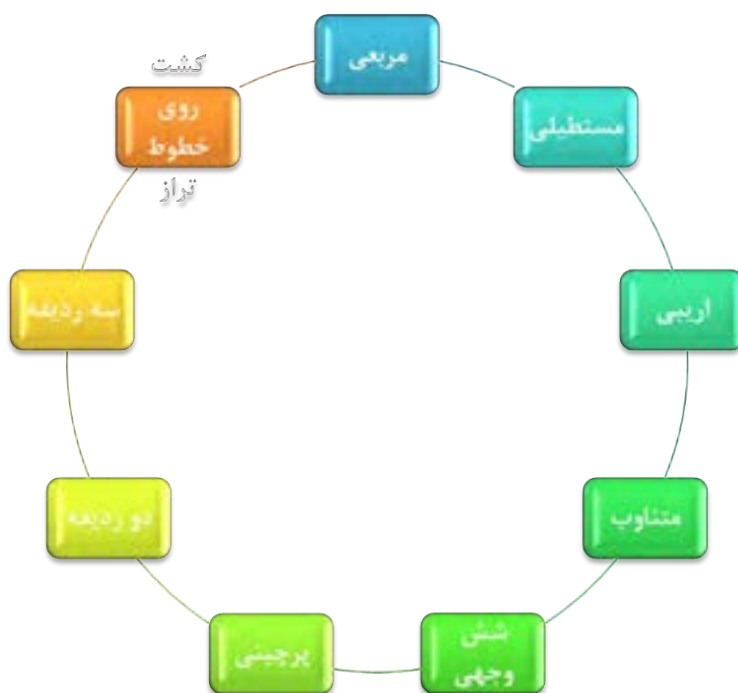 مربعی
مستطیلی
اریبی
متناوب
شش
وجهی
پرچینی
دو ردیفه
سه ردیفه
کشت
روی
خطوط
تراز